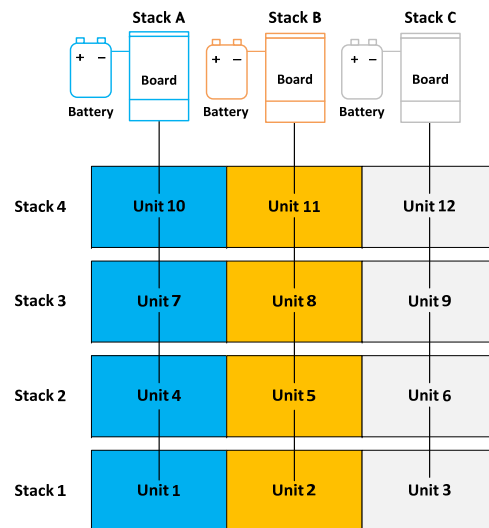 Stack A Stack B Stack C
+ − Board + − Board + − Board
Battery Battery Battery
Stack 4 Unit 10 Unit 11 Unit 12
Stack 3 Unit 7 Unit 8 Unit 9
Stack 2 Unit 4 Unit 5 Unit 6
Stack 1 Unit 1 Unit 2 Unit 3